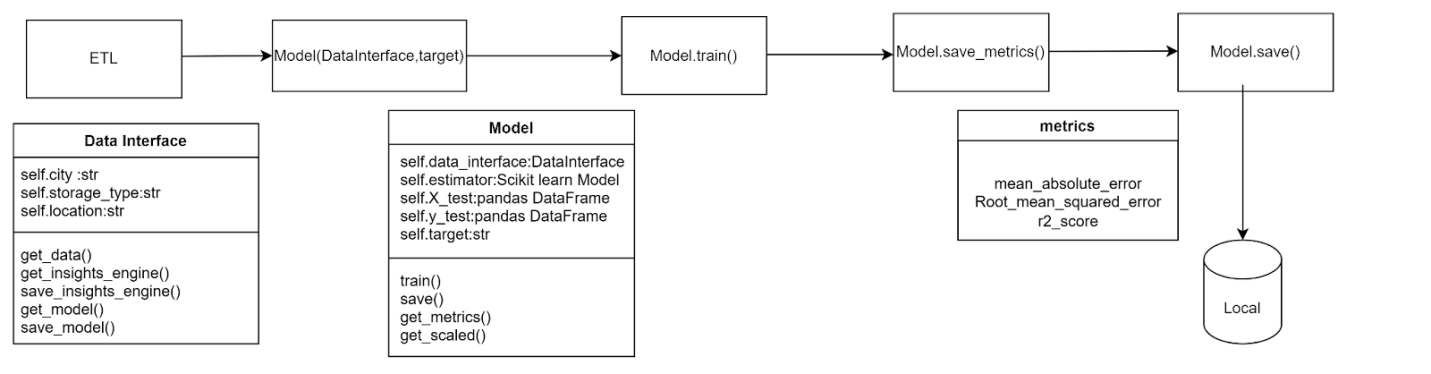 ETL
Model(DataInterface,target)
Model.train()
Model.save_metrics()
Model.save()
Data Interface
self.city :str
self.storage_type:str
self.location:str
get_data()
get_insights_engine()
save_insights_engine()
get_model()
save_model()
Model
self.data_interface:DataInterface
self.estimator:Scikit learn Model
self.X_test:pandas DataFrame
self.y_test:pandas DataFrame
self.target:str
train()
save()
get_metrics()
get_scaled()
metrics
mean_absolute_error
Root_mean_squared_error
r2_score
Local